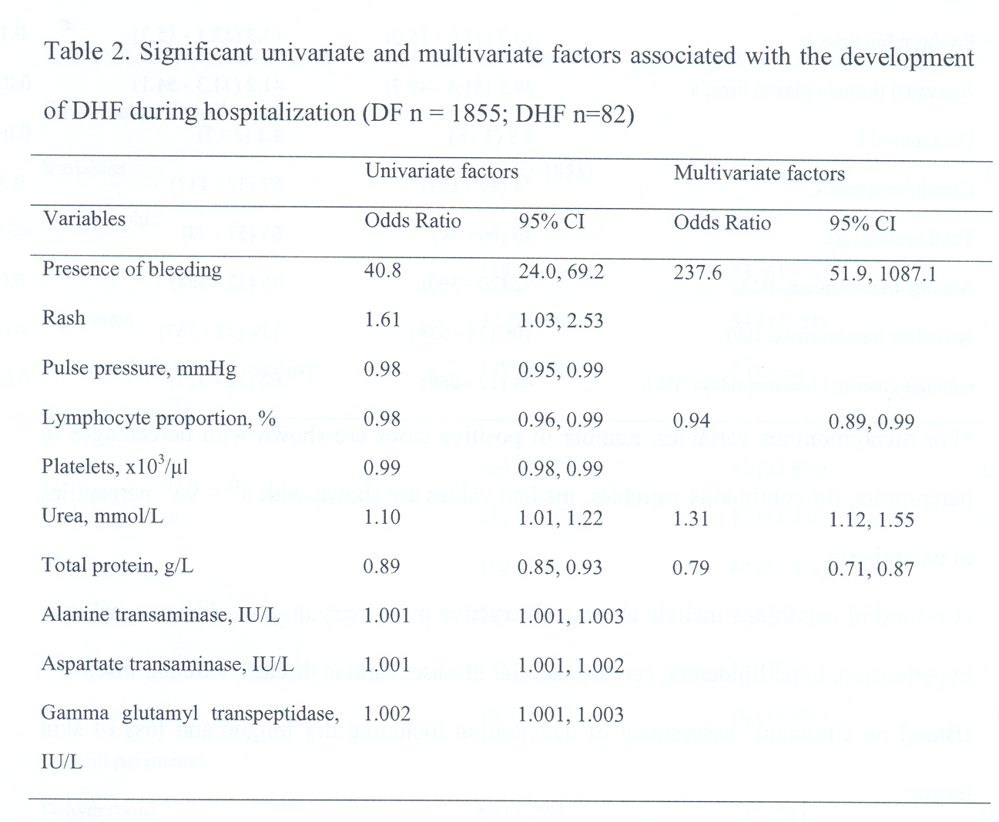 Table 2. Significant univariate and multivariate factors associated with the development
of DHF during hospitalization (DF n = 1855; DHF n=82)
Univariate factors Multivariate factors
Variables Odds Ratio 95% CI Odds Ratio 95% CI
Presence of bleeding 40.8 24.0, 69.2 237.6 51.9, 1087.1
Rash 1.61 1.03, 2.53
Pulse pressure, mmHg 0.98 0.95, 0.99
Lymphocyte proportion, % 0.98 0.96, 0.99 0.94 0.89, 0.99
Platelets, x10³/µl 0.99 0.98, 0.99
Urea, mmol/L 1.10 1.01, 1.22 1.31 1.12, 1.55
Total protein, g/L 0.89 0.85, 0.93 0.79 0.71, 0.87
Alanine transaminase, IU/L 1.001 1.001, 1.003
Aspartate transaminase, IU/L 1.001 1.001, 1.002
Gamma glutamyl transpeptidase, 1.002 1.001, 1.003
IU/L